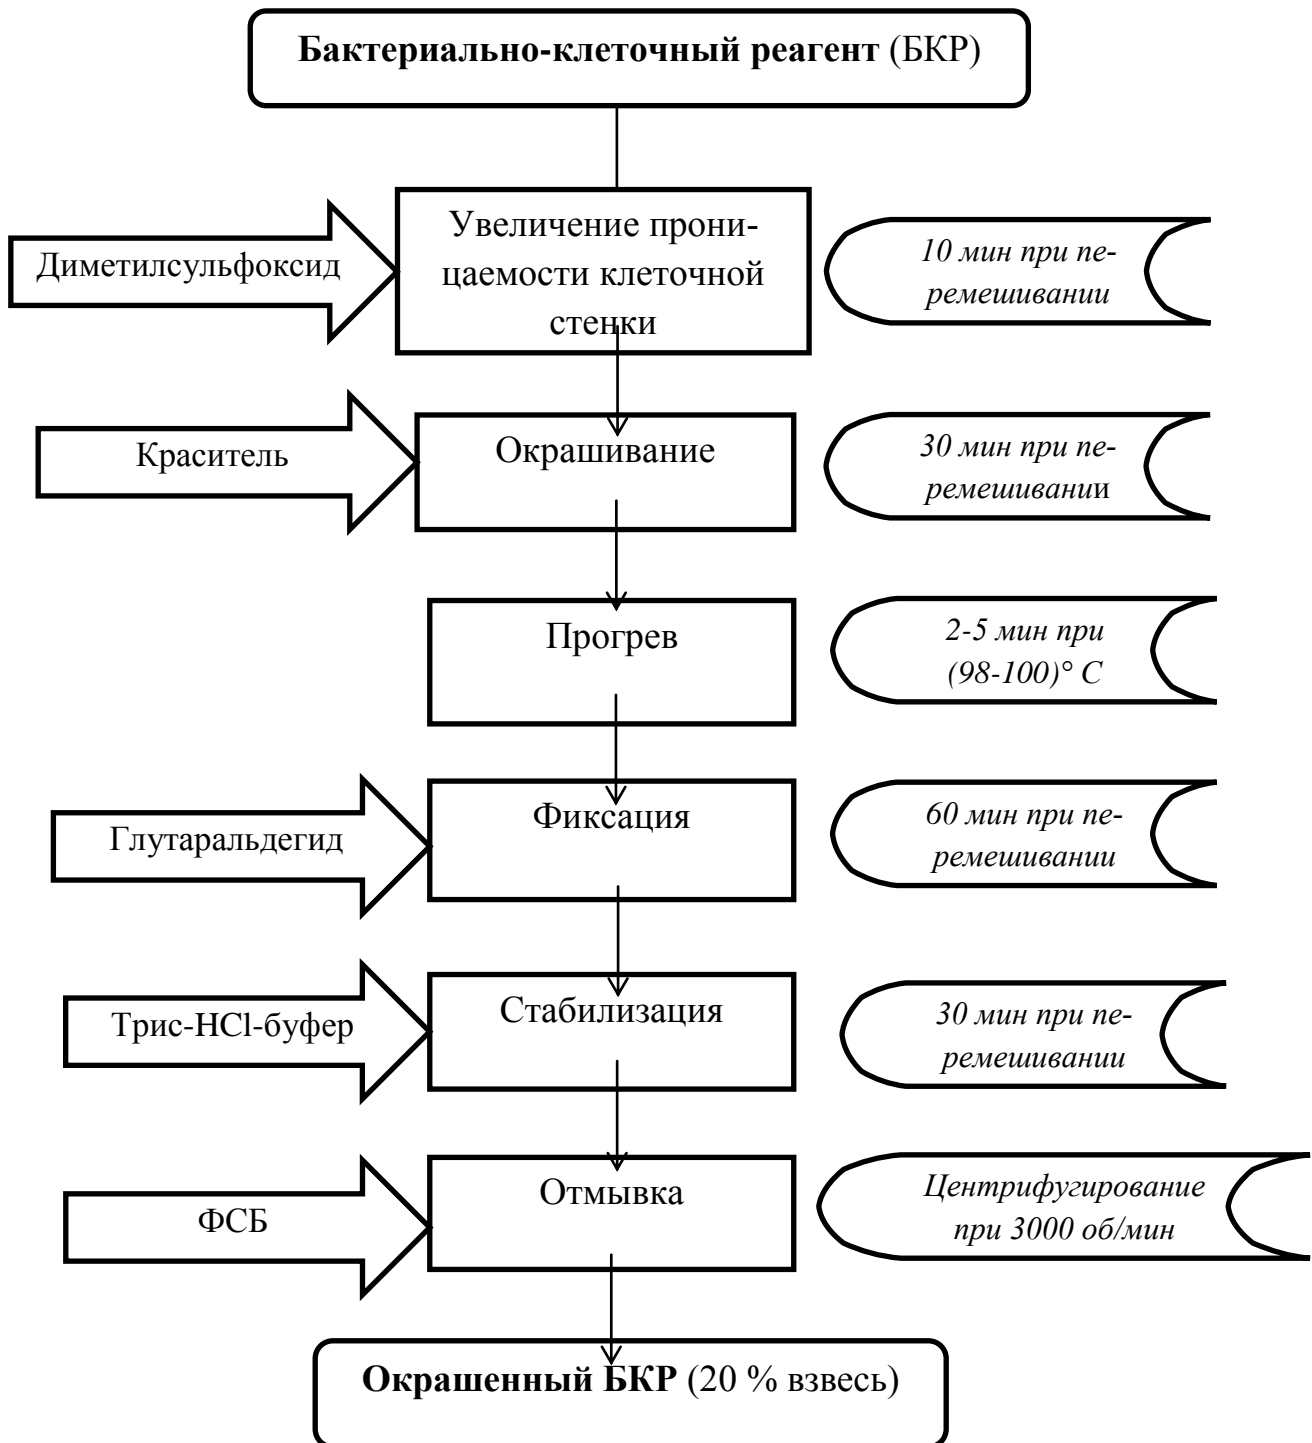 Бактериально-клеточный реагент (БКР)
Диметилсульфоксид
Увеличение прони-
цаемости клеточной
стенки
10 мин при пе-
ремешивании
Краситель
Окрашивание
30 мин при пе-
ремешивании
Прогрев
2-5 мин при
(98-100)° С
Глутаральдегид
Фиксация
60 мин при пе-
ремешивании
Трис-HCl-буфер
Стабилизация
30 мин при пе-
ремешивании
ФСБ
Отмывка
Центрифугирование
при 3000 об/мин
Окрашенный БКР (20 % взвесь)